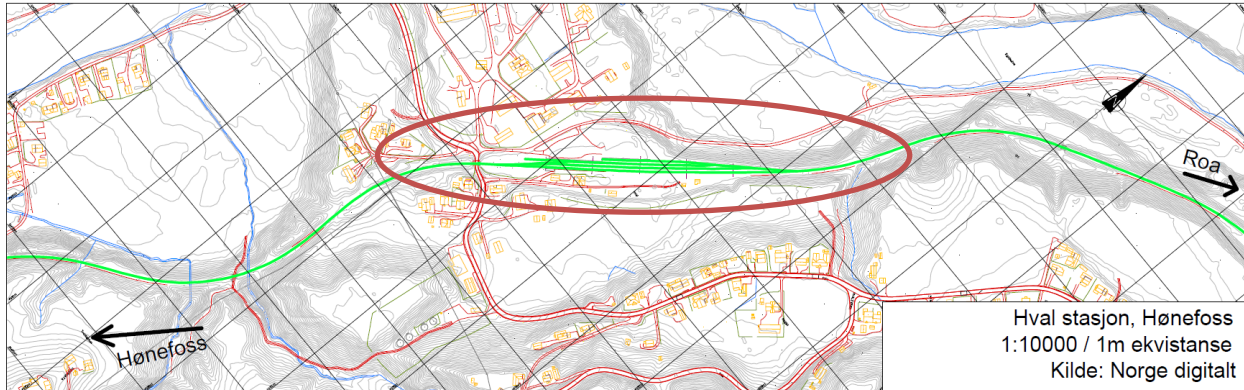 Roa
Hønefoss
Hval stasjon, Hønefoss
1:10000 / 1m ekvistanse
Kilde: Norge digitalt